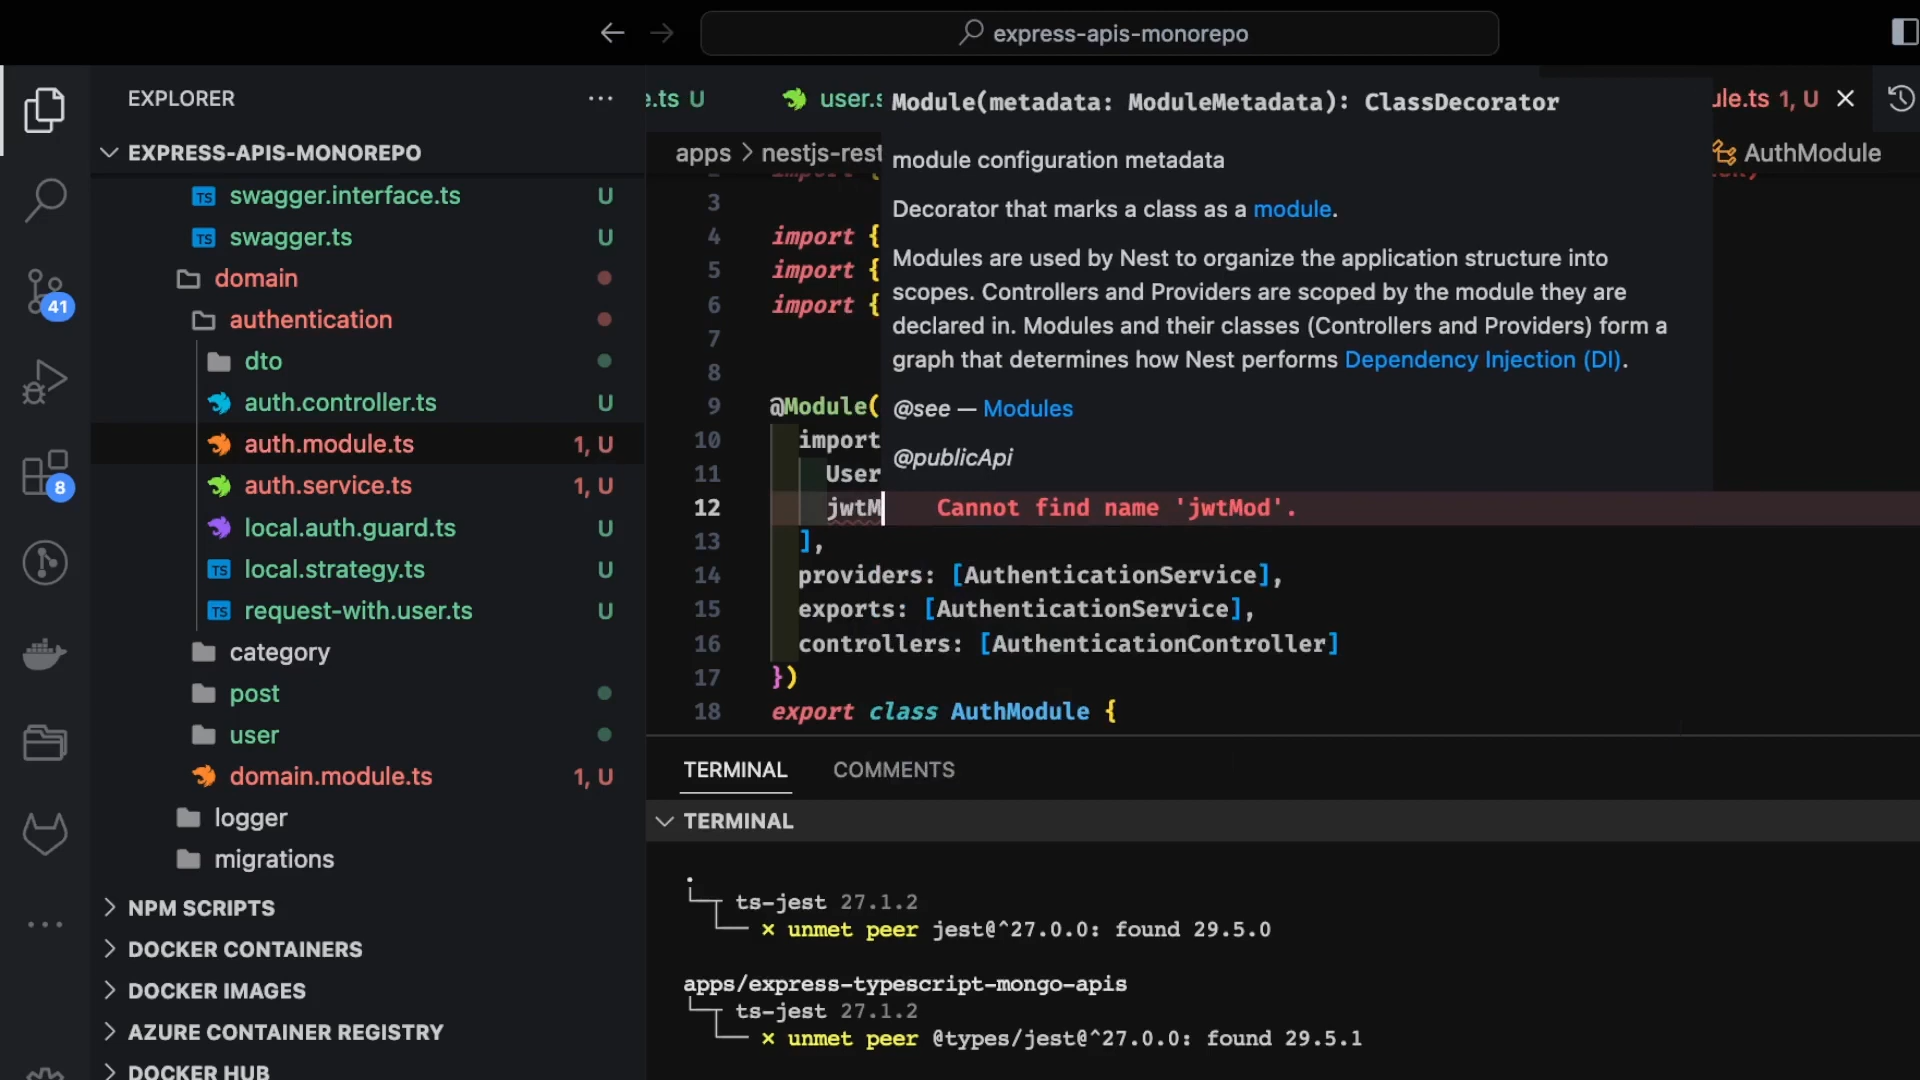 express-apis-monorepo
EXPLORER
EXPRESS-APIS-MONOREPO
swagger.interface.ts U
swagger.ts U
domain
authentication
dto
auth.controller.ts U
auth.module.ts 1, U
auth.service.ts 1, U
local.auth.guard.ts U
local.strategy.ts U
request-with.user.ts U
category
post
user
domain.module.ts 1, U
logger
migrations
NPM SCRIPTS
DOCKER CONTAINERS
DOCKER IMAGES
AZURE CONTAINER REGISTRY
DOCKER HUB
41
8
e.ts U
user.s
ule.ts 1, U
apps > nestjs-rest
AuthModule
Module(metadata: ModuleMetadata): ClassDecorator
module configuration metadata
Decorator that marks a class as a module.
Modules are used by Nest to organize the application structure into
scopes. Controllers and Providers are scoped by the module they are
declared in. Modules and their classes (Controllers and Providers) form a
graph that determines how Nest performs Dependency Injection (DI).
@see — Modules
@publicApi
3
4 import {
5 import {
6 import {
7
8
9 @Module(
10 import
11 User
12 jwtM Cannot find name 'jwtMod'.
13 ],
14 providers: [AuthenticationService],
15 exports: [AuthenticationService],
16 controllers: [AuthenticationController]
17 })
18 export class AuthModule {
TERMINAL COMMENTS
TERMINAL
.
└─┬ ts-jest 27.1.2
└── × unmet peer jest@^27.0.0: found 29.5.0
apps/express-typescript-mongo-apis
└─┬ ts-jest 27.1.2
└── × unmet peer @types/jest@^27.0.0: found 29.5.1